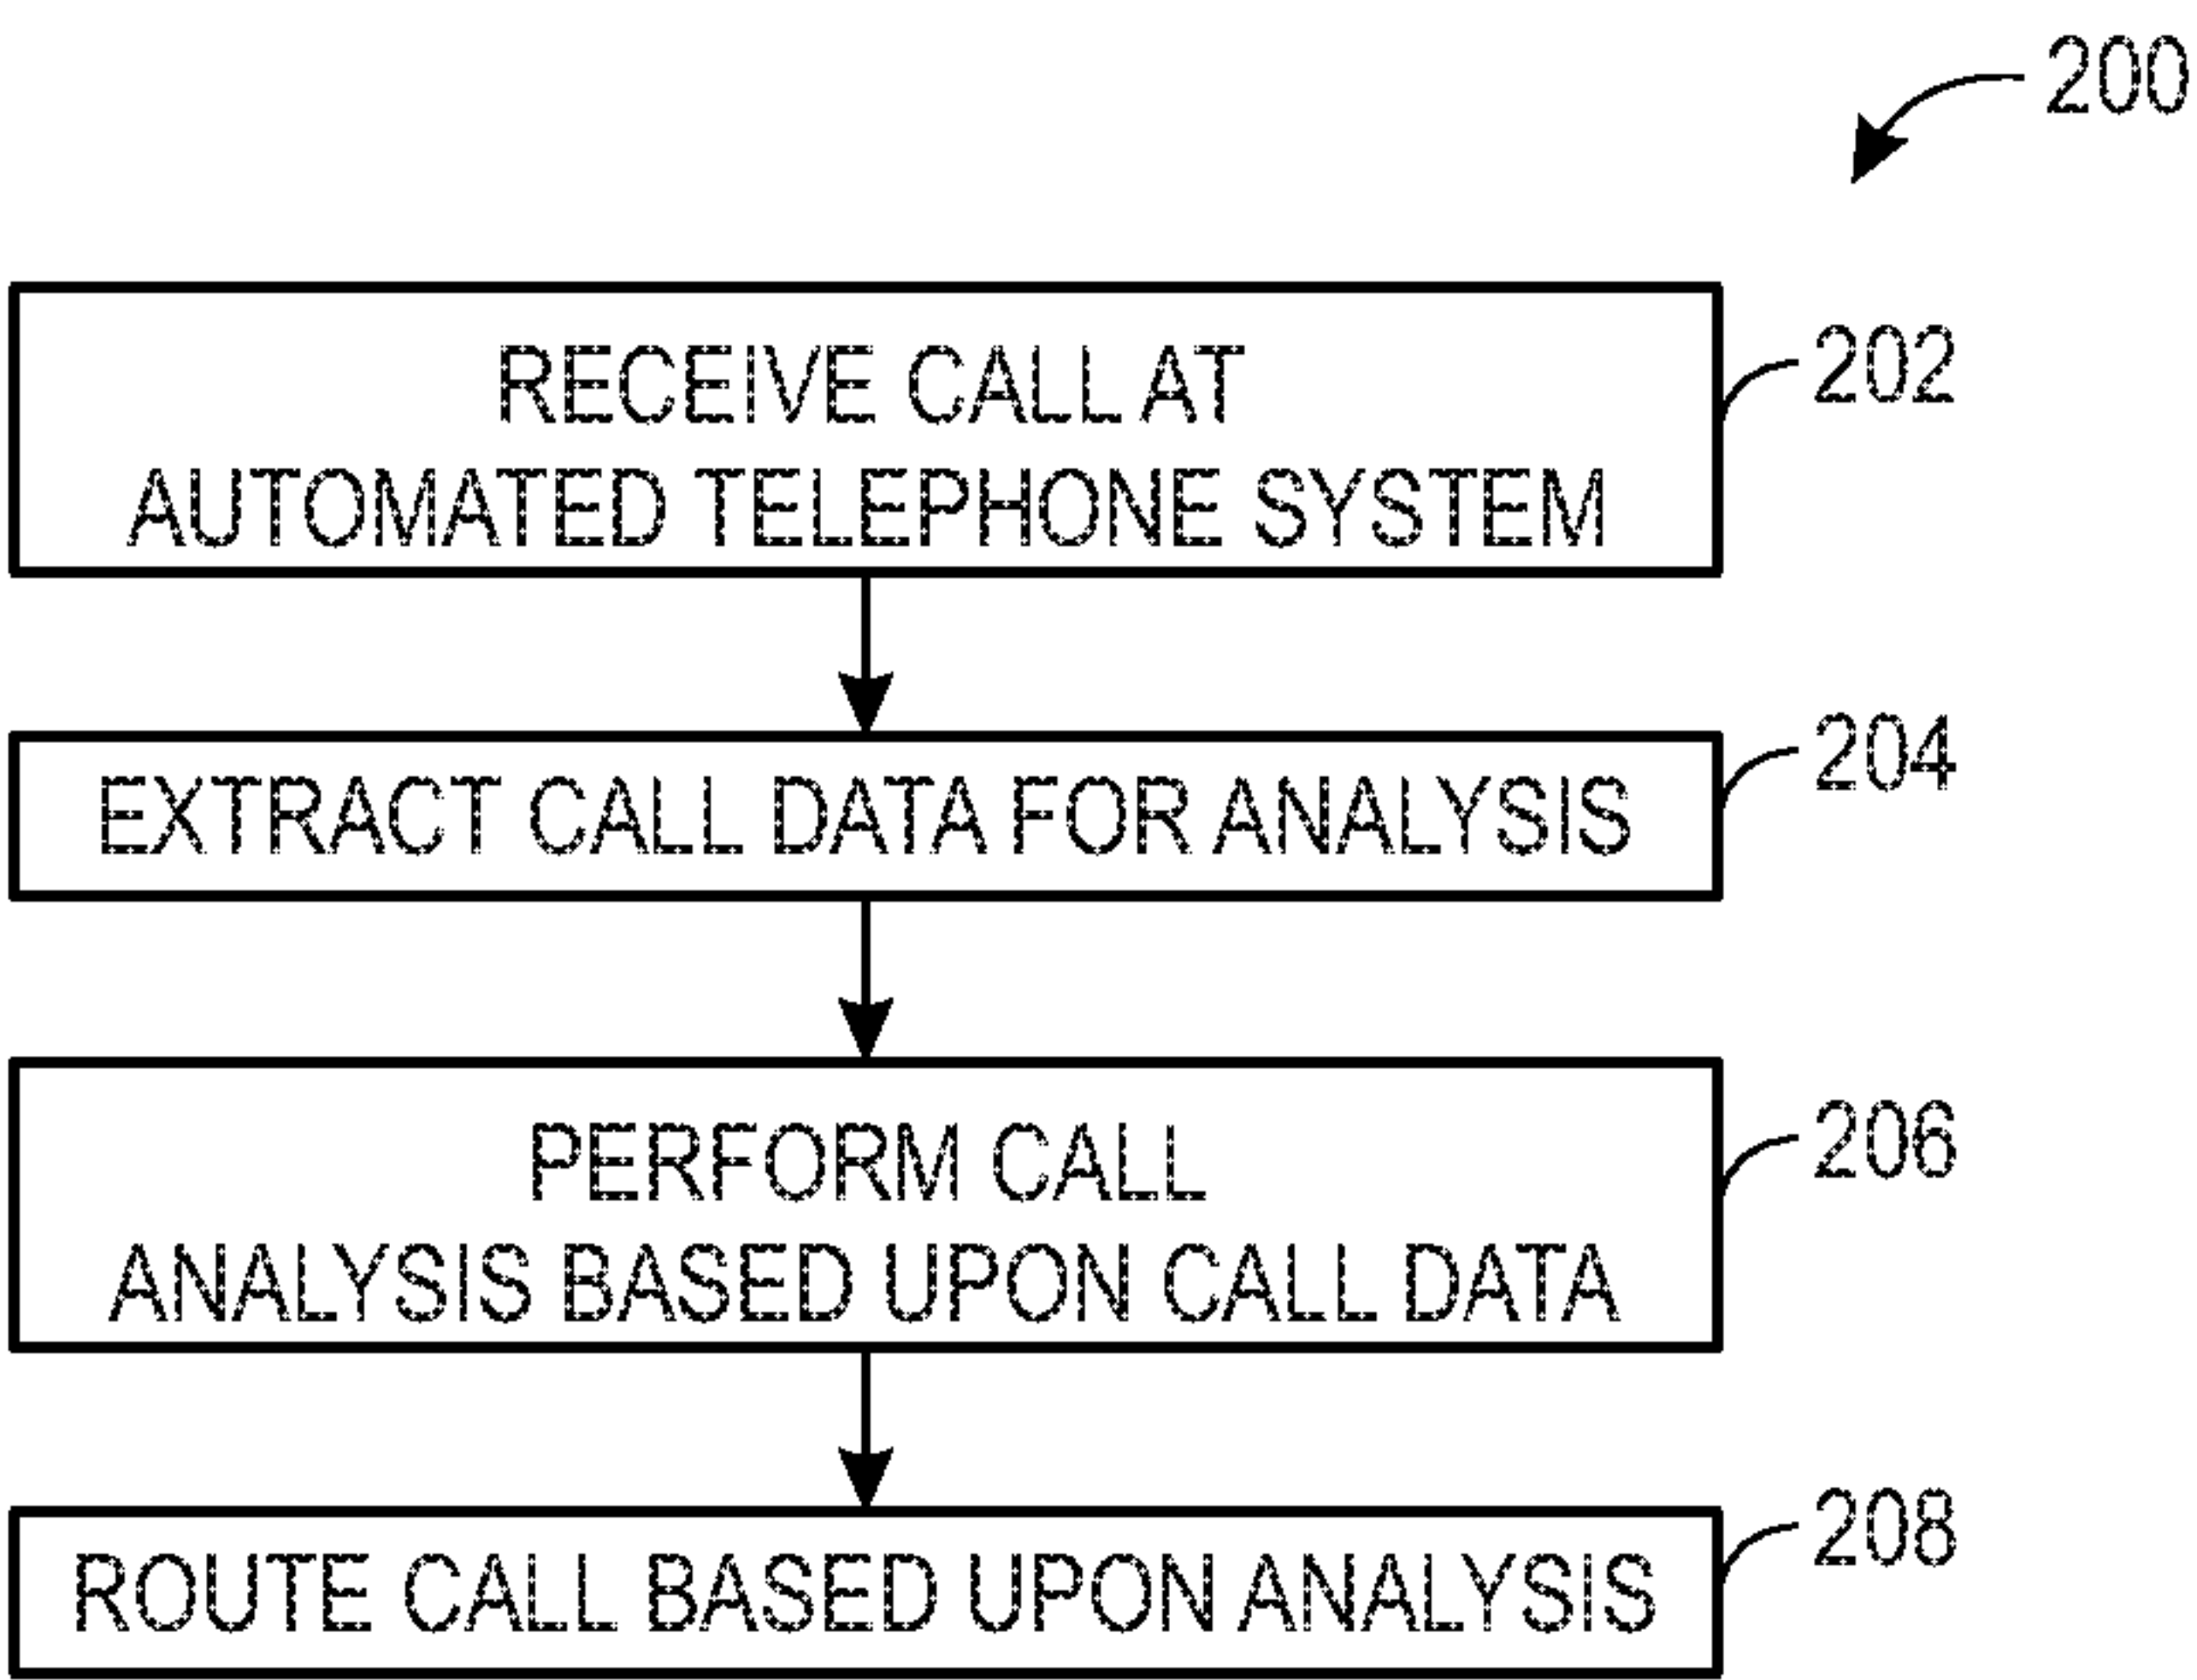 200
RECEIVE CALL AT
AUTOMATED TELEPHONE SYSTEM
202
EXTRACT CALL DATA FOR ANALYSIS
204
PERFORM CALL
ANALYSIS BASED UPON CALL DATA
206
ROUTE CALL BASED UPON ANALYSIS
208